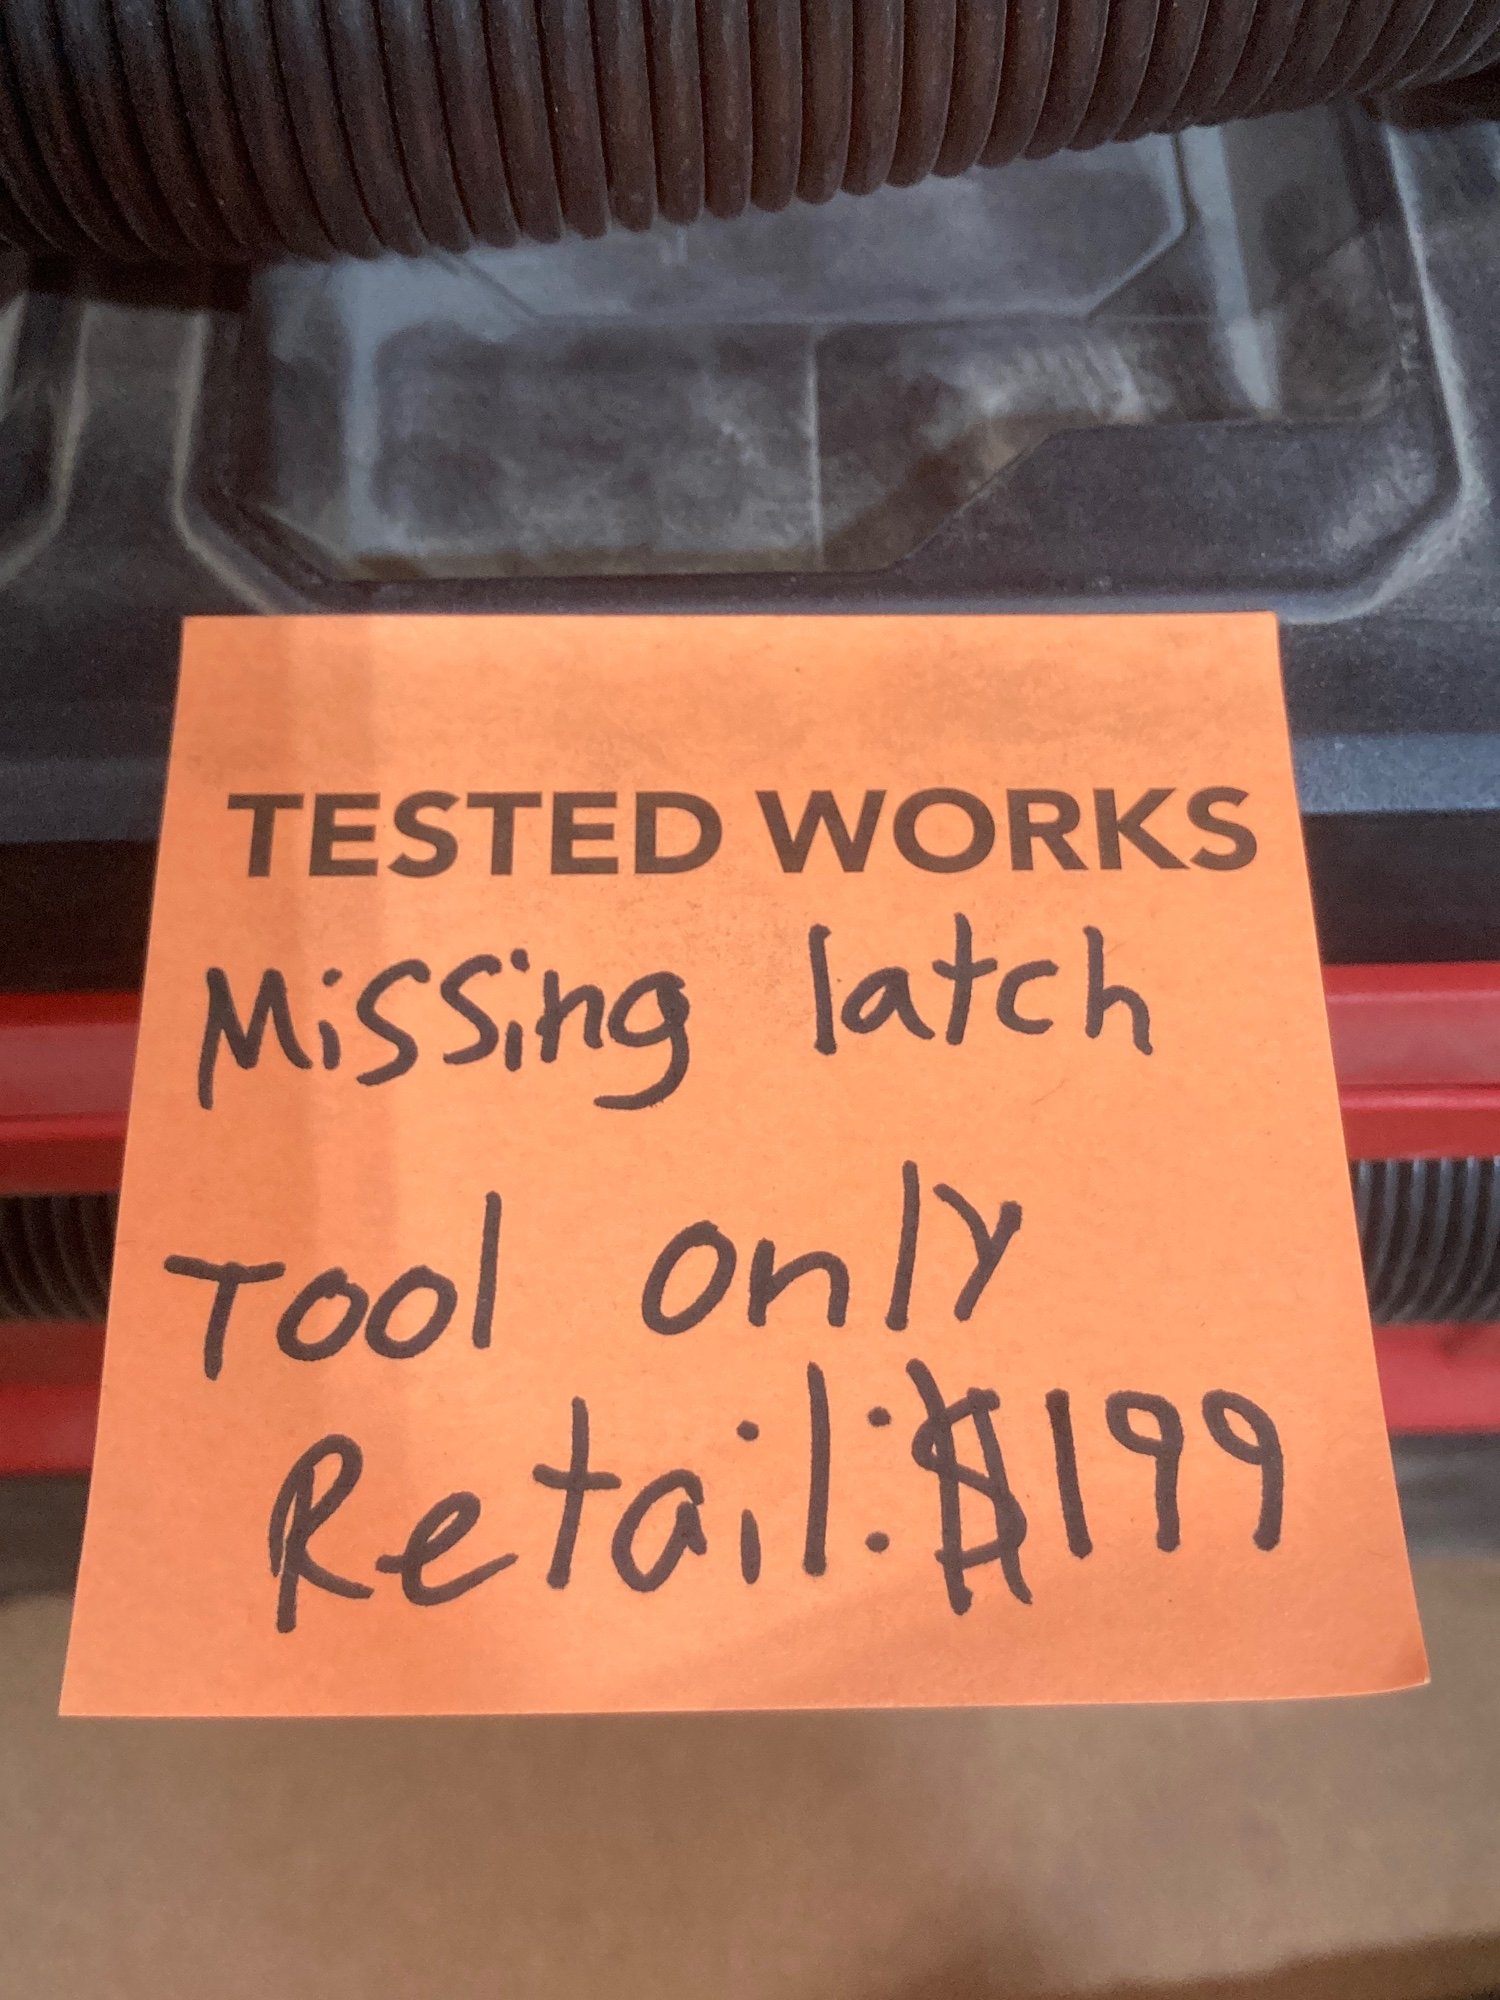 TESTED WORKS
Missing latch
Tool only
Retail: $199